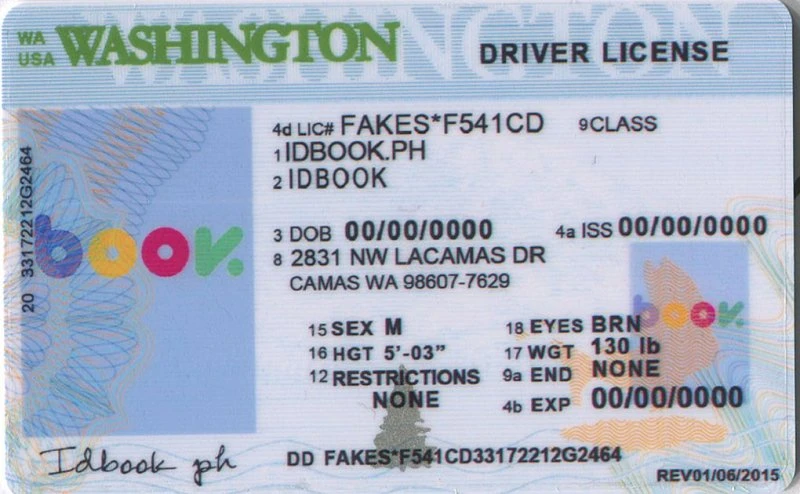 WA
USA
WASHINGTON
DRIVER LICENSE
4d LIC# FAKES*F541CD 9CLASS
1 IDBOOK.PH
2 IDBOOK
3 DOB 00/00/0000 4a ISS 00/00/0000
8 2831 NW LACAMAS DR
CAMAS WA 98607-7629
15 SEX M 18 EYES BRN
16 HGT 5'-03" 17 WGT 130 lb
12 RESTRICTIONS 9a END NONE
NONE 4b EXP 00/00/0000
20 33172212G2464
boov.
boov.
Idbook ph
DD FAKES*F541CD33172212G2464
REV01/06/2015
WASHINGTON